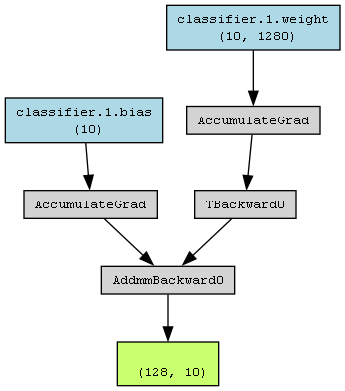 classifier.1.weight
(10, 1280)
AccumulateGrad
classifier.1.bias
(10)
AccumulateGrad
TBackward0
AddmmBackward0
(128, 10)